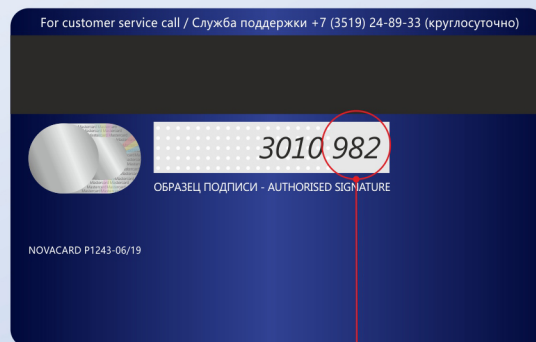 For customer service call / Служба поддержки +7 (3519) 24-89-33 (круглосуточно)
3010 982
ОБРАЗЕЦ ПОДПИСИ - AUTHORISED SIGNATURE
NOVACARD P1243-06/19